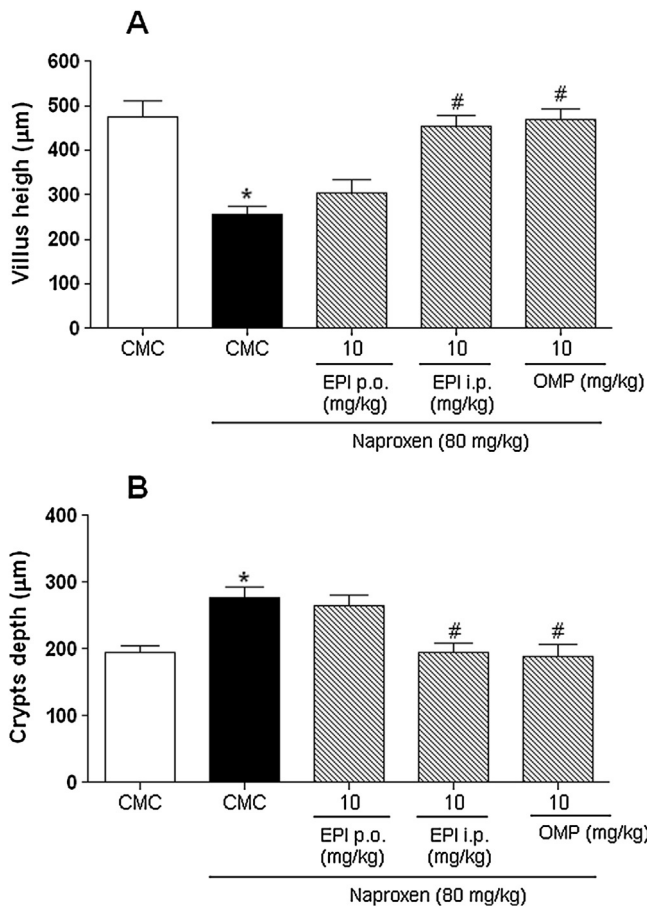 A
600
500
400
300
200
100
0
Villus heigh (µm)
*
#
#
CMC CMC 10 10 10
EPI p.o. EPI i.p. OMP (mg/kg)
(mg/kg) (mg/kg)
Naproxen (80 mg/kg)
B
400
300
200
100
0
Crypts depth (µm)
*
#
#
CMC CMC 10 10 10
EPI p.o. EPI i.p. OMP (mg/kg)
(mg/kg) (mg/kg)
Naproxen (80 mg/kg)